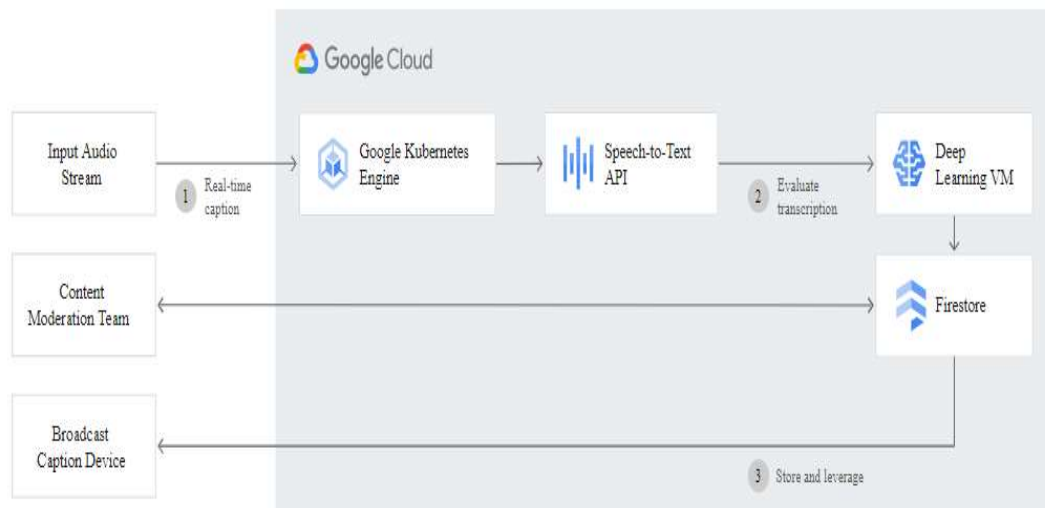 Google Cloud
Input Audio
Stream
1
Real-time
caption
Google Kubernetes
Engine
Speech-to-Text
API
2
Evaluate
transcription
Deep
Learning VM
Content
Moderation Team
Firestore
Broadcast
Caption Device
3
Store and leverage